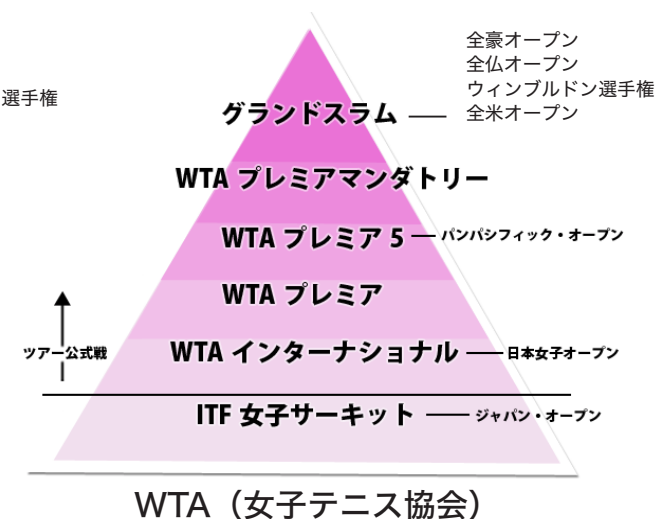 全豪オープン
全仏オープン
ウィンブルドン選手権
選手権
全米オープン
グランドスラム
WTA プレミアマンダトリー
WTA プレミア 5
パンパシフィック・オープン
WTA プレミア
ツアー公式戦
WTA インターナショナル
日本女子オープン
ITF 女子サーキット
ジャパン・オープン
WTA（女子テニス協会）